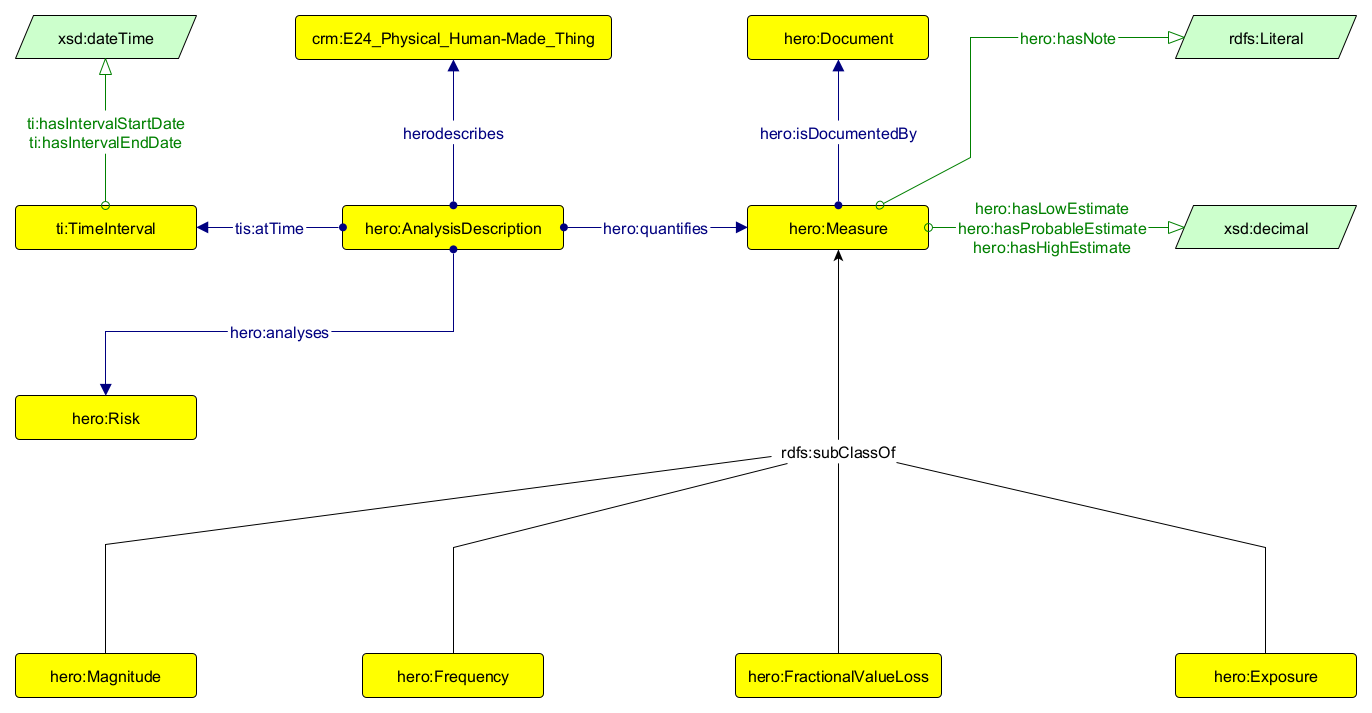 xsd:dateTime
crm:E24_Physical_Human-Made_Thing
hero:Document
hero:hasNote
rdfs:Literal
ti:hasIntervalStartDate
ti:hasIntervalEndDate
herodescribes
hero:isDocumentedBy
ti:TimeInterval
tis:atTime
hero:AnalysisDescription
hero:quantifies
hero:Measure
hero:hasLowEstimate
hero:hasProbableEstimate
hero:hasHighEstimate
xsd:decimal
hero:analyses
hero:Risk
rdfs:subClassOf
hero:Magnitude
hero:Frequency
hero:FractionalValueLoss
hero:Exposure